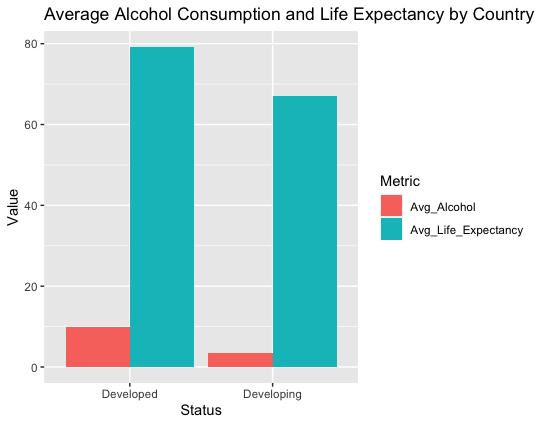 Average Alcohol Consumption and Life Expectancy by Country
80
60
40
20
0
Value
Developed
Developing
Status
Metric
Avg_Alcohol
Avg_Life_Expectancy